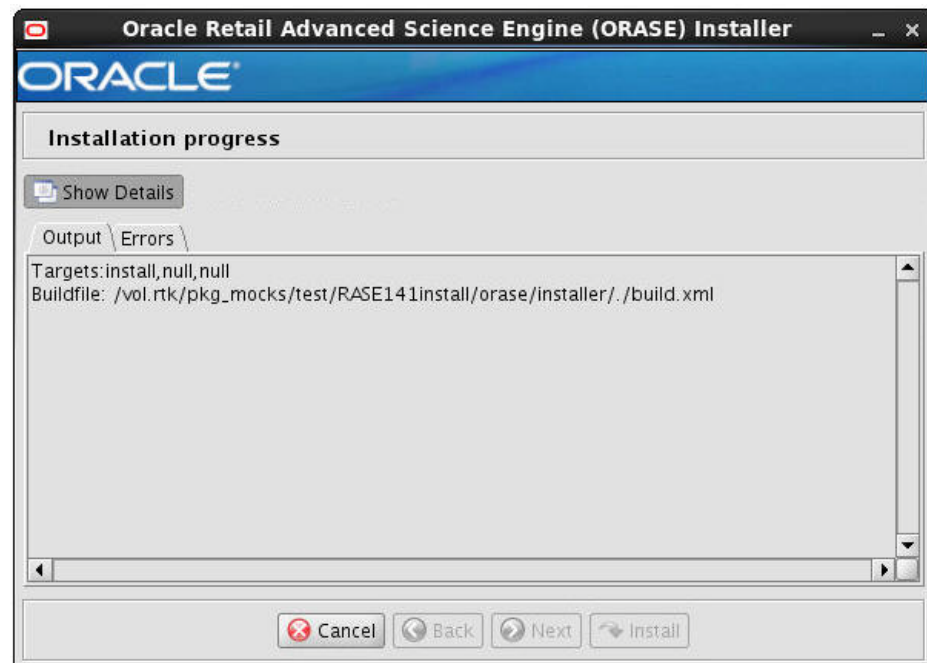 Oracle Retail Advanced Science Engine (ORASE) Installer
ORACLE
Installation progress
Show Details
Output Errors
Targets:install,null,null
Buildfile: /vol.rtk/pkg_mocks/test/RASE141install/orase/installer/./build.xml
Cancel Back Next Install